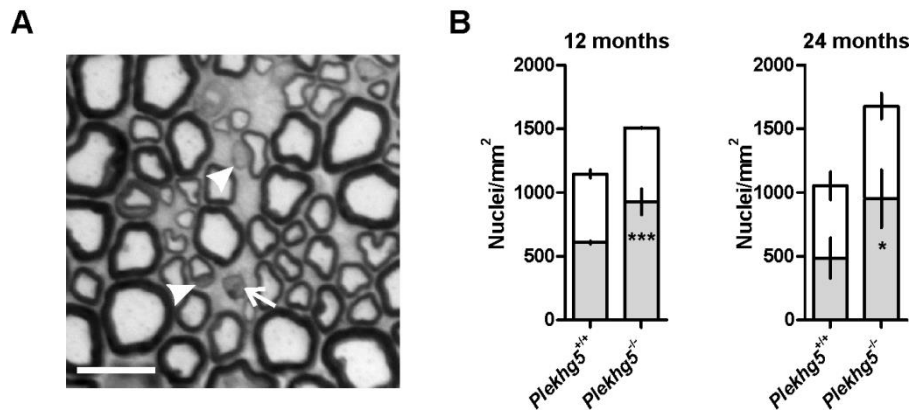 A
B
12 months
Nuclei/mm²
2000
1500
1000
500
0
***
Plekhg5+/+
Plekhg5-/-
24 months
Nuclei/mm²
2000
1500
1000
500
0
*
Plekhg5+/+
Plekhg5-/-